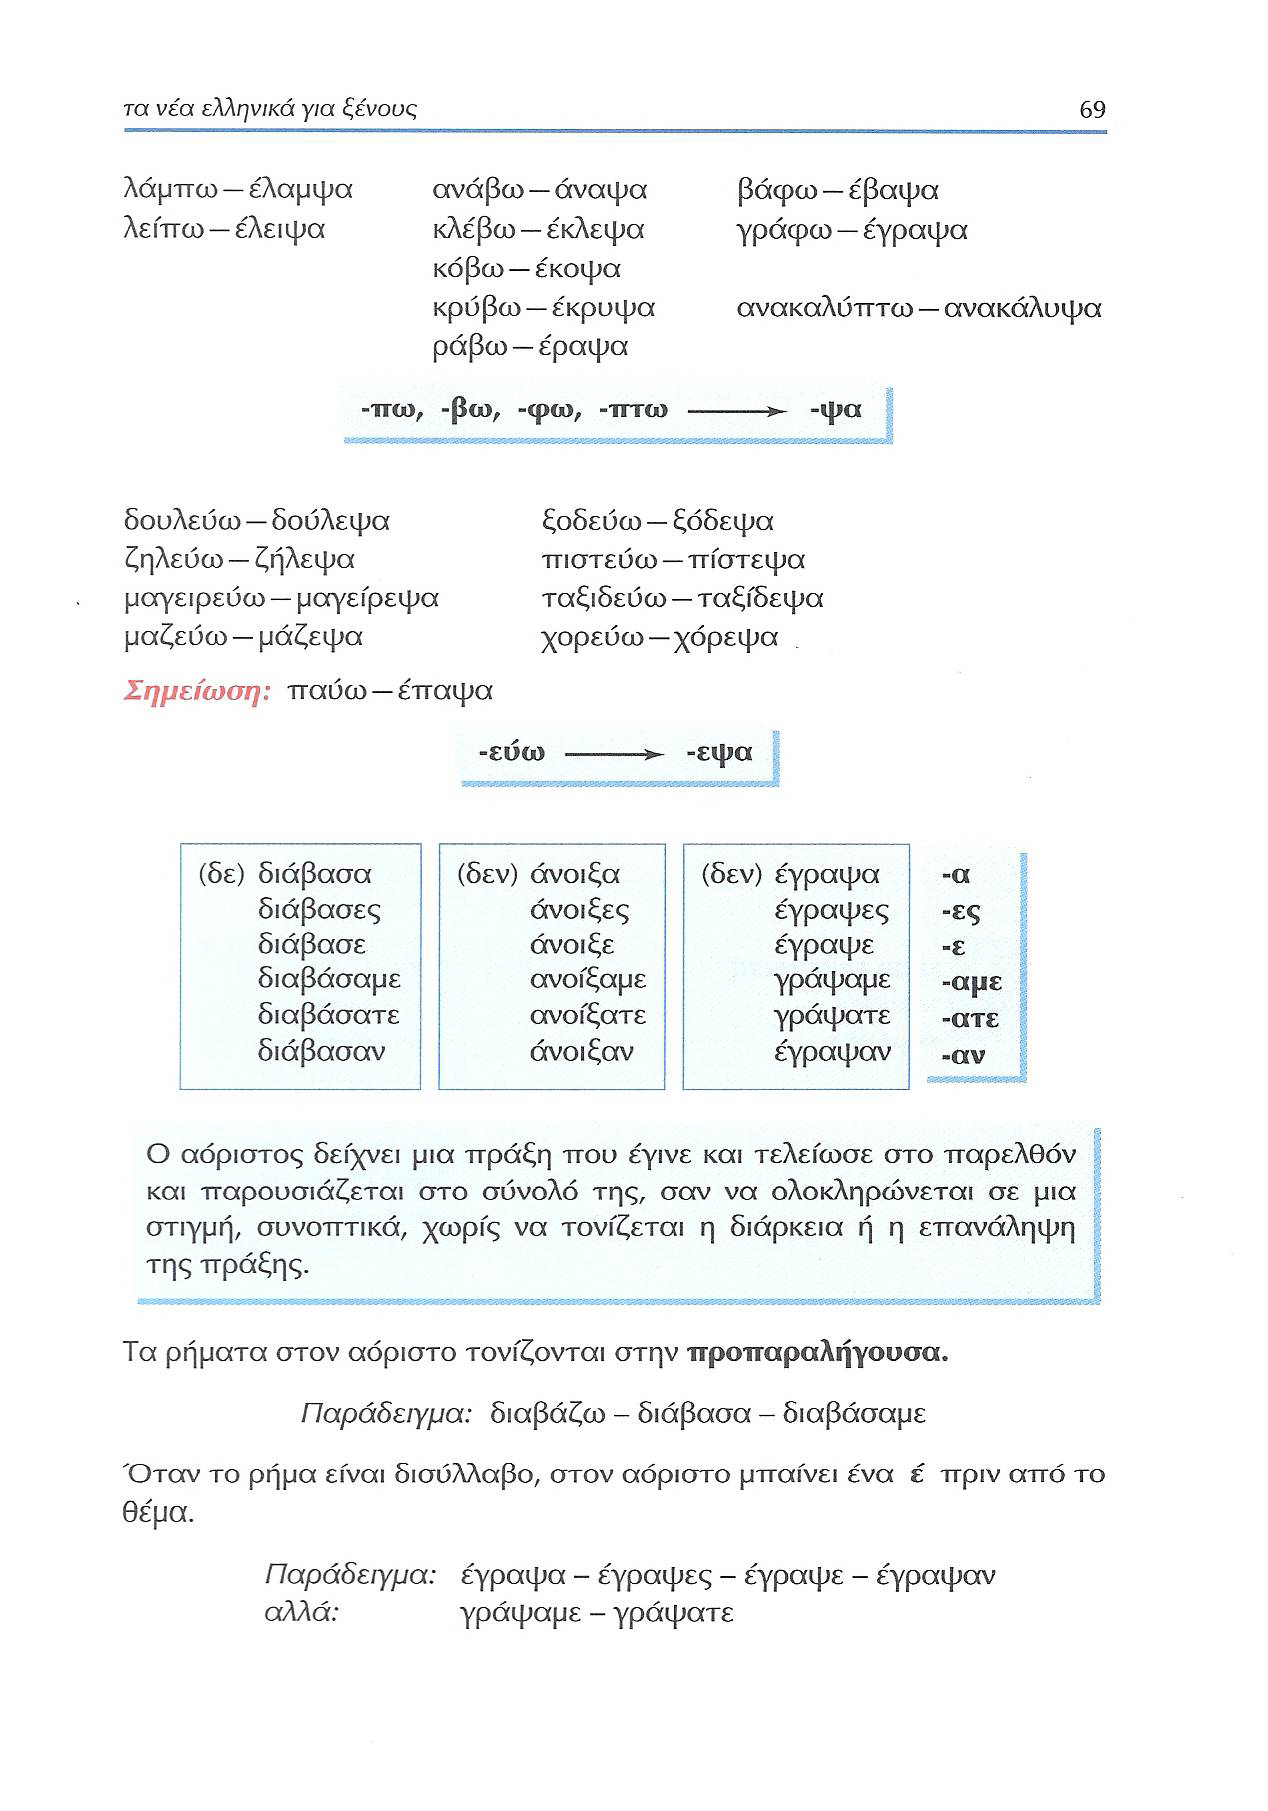 τα νέα ελληνικά για ξένους 69
λάμπω – έλαμψα ανάβω – άναψα βάφω – έβαψα
λείπω – έλειψα κλέβω – έκλεψα γράφω – έγραψα
κόβω – έκοψα
κρύβω – έκρυψα ανακαλύπτω – ανακάλυψα
ράβω – έραψα
-πω, -βω, -φω, -πτω ⟶ -ψα
δουλεύω – δούλεψα ξοδεύω – ξόδεψα
ζηλεύω – ζήλεψα πιστεύω – πίστεψα
μαγειρεύω – μαγείρεψα ταξιδεύω – ταξίδεψα
μαζεύω – μάζεψα χορεύω – χόρεψα
Σημείωση: παύω – έπαψα
-εύω ⟶ -εψα
(δε) διάβασα (δεν) άνοιξα (δεν) έγραψα -α
διάβασες άνοιξες έγραψες -ες
διάβασε άνοιξε έγραψε -ε
διαβάσαμε ανοίξαμε γράψαμε -αμε
διαβάσατε ανοίξατε γράψατε -ατε
διάβασαν άνοιξαν έγραψαν -αν
Ο αόριστος δείχνει μια πράξη που έγινε και τελείωσε στο παρελθόν
και παρουσιάζεται στο σύνολό της, σαν να ολοκληρώνεται σε μια
στιγμή, συνοπτικά, χωρίς να τονίζεται η διάρκεια ή η επανάληψη
της πράξης.
Τα ρήματα στον αόριστο τονίζονται στην προπαραλήγουσα.
Παράδειγμα: διαβάζω – διάβασα – διαβάσαμε
Όταν το ρήμα είναι δισύλλαβο, στον αόριστο μπαίνει ένα έ πριν από το
θέμα.
Παράδειγμα: έγραψα – έγραψες – έγραψε – έγραψαν
αλλά: γράψαμε – γράψατε